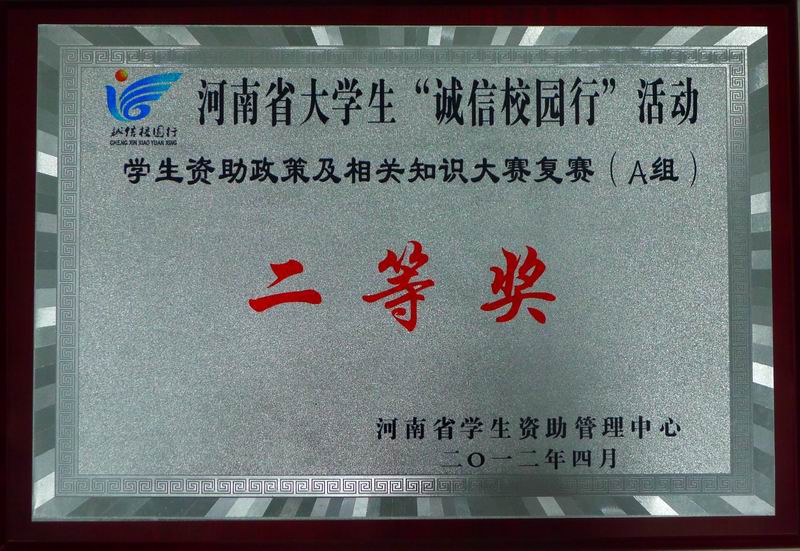 河南省大学生“诚信校园行”活动
诚信校园行
CHENG XIN XIAO YUAN XING
学生资助政策及相关知识大赛复赛（A组）
二等奖
河南省学生资助管理中心
二〇一二年四月